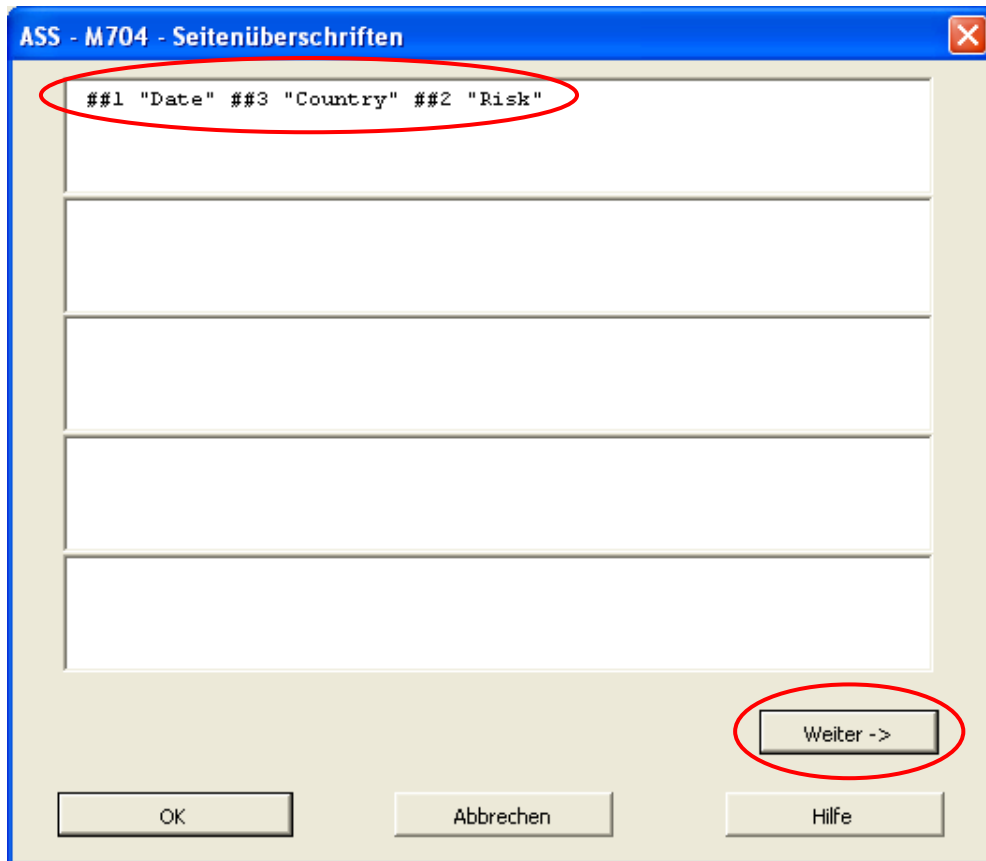 ASS - M704 - Seitenüberschriften
##1 "Date" ##3 "Country" ##2 "Risk"
Weiter ->
OK Abbrechen Hilfe